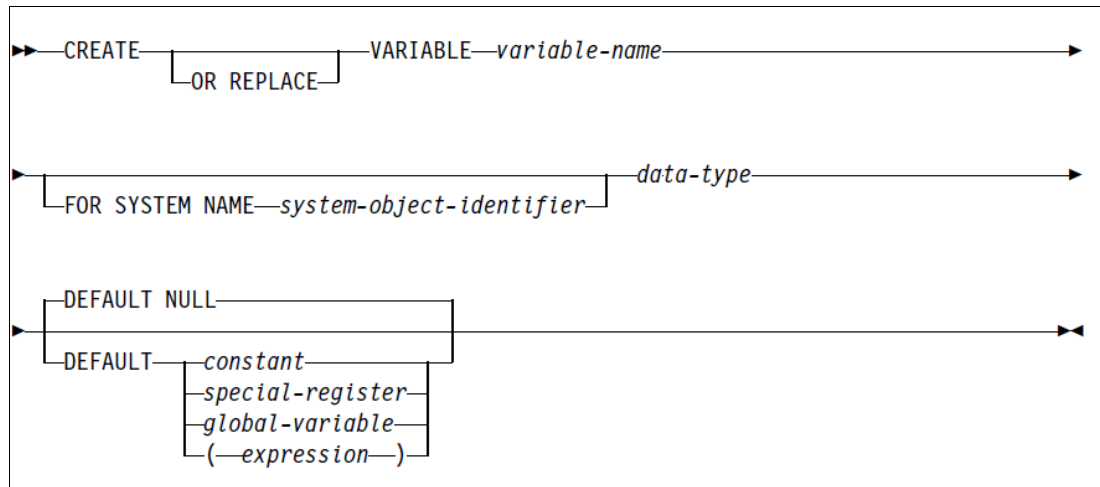 CREATE VARIABLE variable-name
OR REPLACE
data-type
FOR SYSTEM NAME system-object-identifier
DEFAULT NULL
DEFAULT constant
special-register
global-variable
( expression )